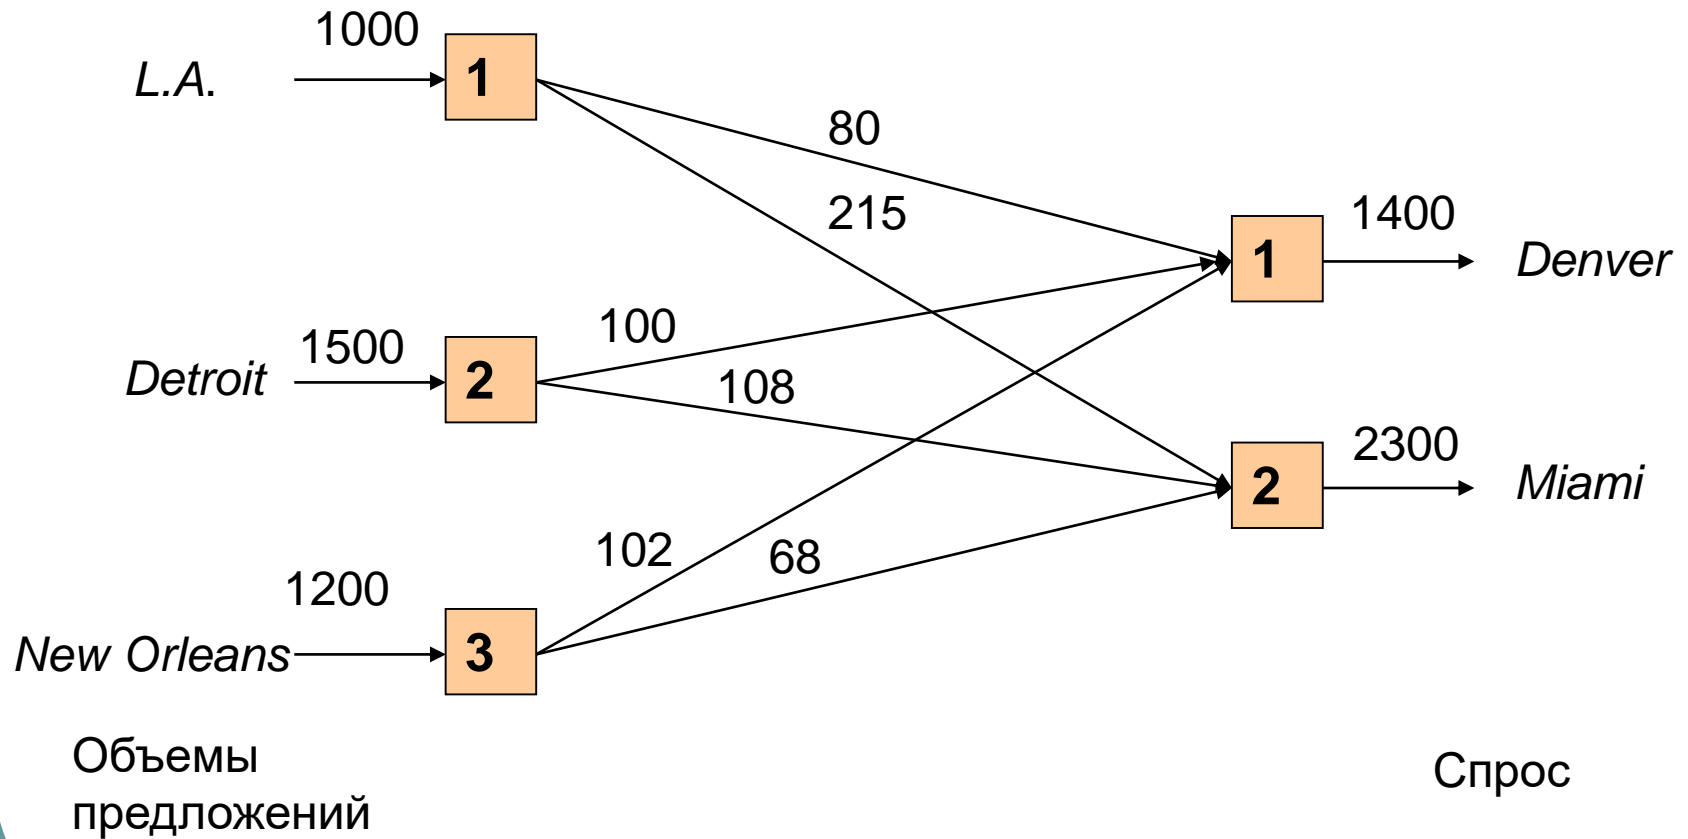 1000
L.A.
1
80
215
1400
1
Denver
100
1500
Detroit
2
108
2300
2
Miami
102
68
1200
New Orleans
3
Объемы
предложений
Спрос